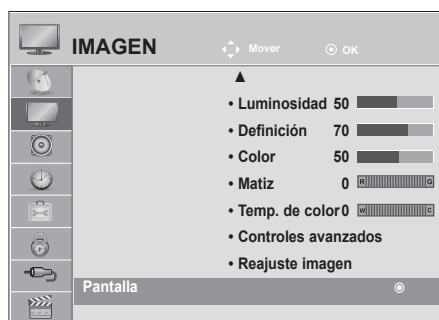 IMAGEN Mover OK
• Luminosidad 50
• Definición 70
• Color 50
• Matiz 0 R G
• Temp. de color 0 W C
• Controles avanzados
• Reajuste imagen
Pantalla